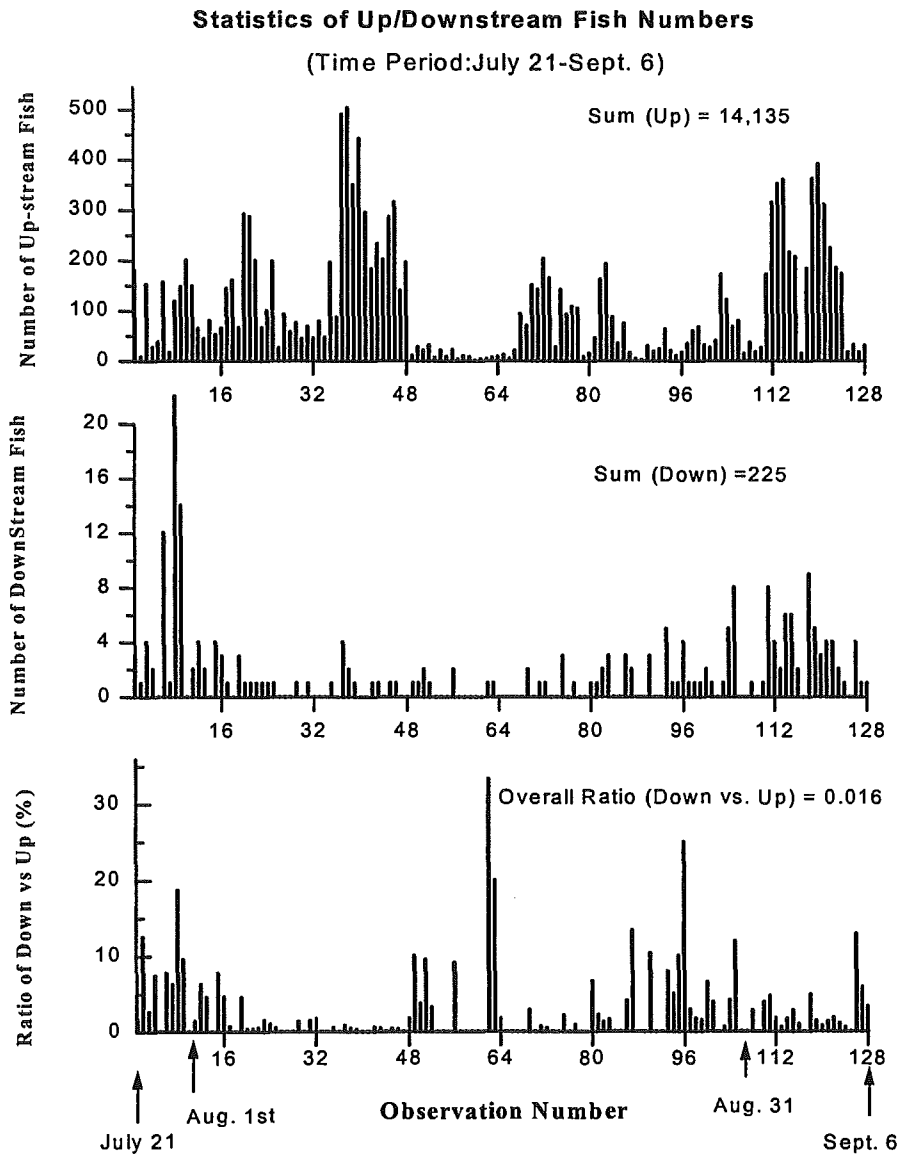 Statistics of Up/Downstream Fish Numbers
(Time Period:July 21-Sept. 6)
Number of Up-stream Fish
500
400
300
200
100
0
Sum (Up) = 14,135
16 32 48 64 80 96 112 128
Number of DownStream Fish
20
16
12
8
4
0
Sum (Down) =225
16 32 48 64 80 96 112 128
Ratio of Down vs Up (%)
30
20
10
0
Overall Ratio (Down vs. Up) = 0.016
16 32 48 64 80 96 112 128
July 21
Aug. 1st
Observation Number
Aug. 31
Sept. 6